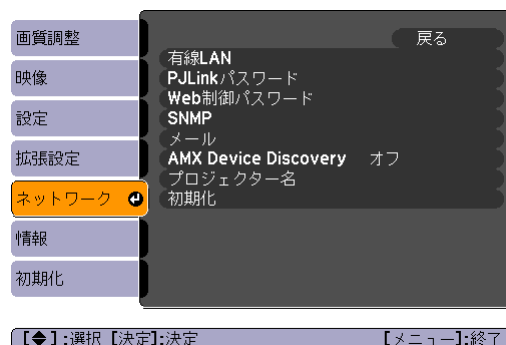 画質調整
映像
設定
拡張設定
ネットワーク
情報
初期化
戻る
有線LAN
PJLinkパスワード
Web制御パスワード
SNMP
メール
AMX Device Discovery オフ
プロジェクター名
初期化
[◆]:選択 [決定]:決定 [メニュー]:終了